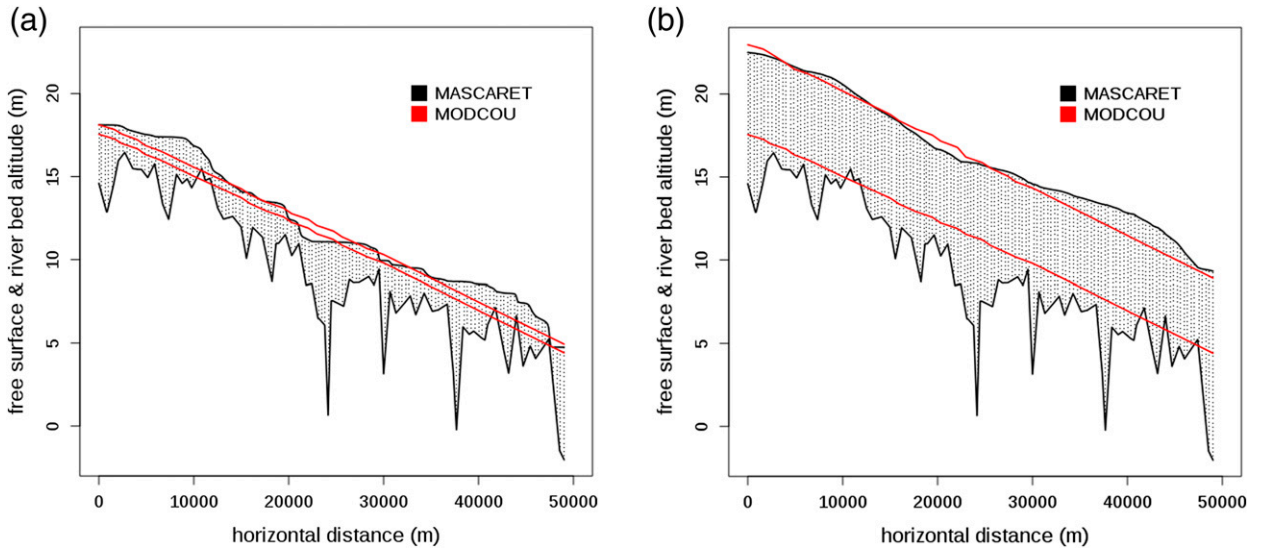 (a)
free surface & river bed altitude (m)
20
15
10
5
0
MASCARET
MODCOU
0 10000 20000 30000 40000 50000
horizontal distance (m)
(b)
free surface & river bed altitude (m)
20
15
10
5
0
MASCARET
MODCOU
0 10000 20000 30000 40000 50000
horizontal distance (m)